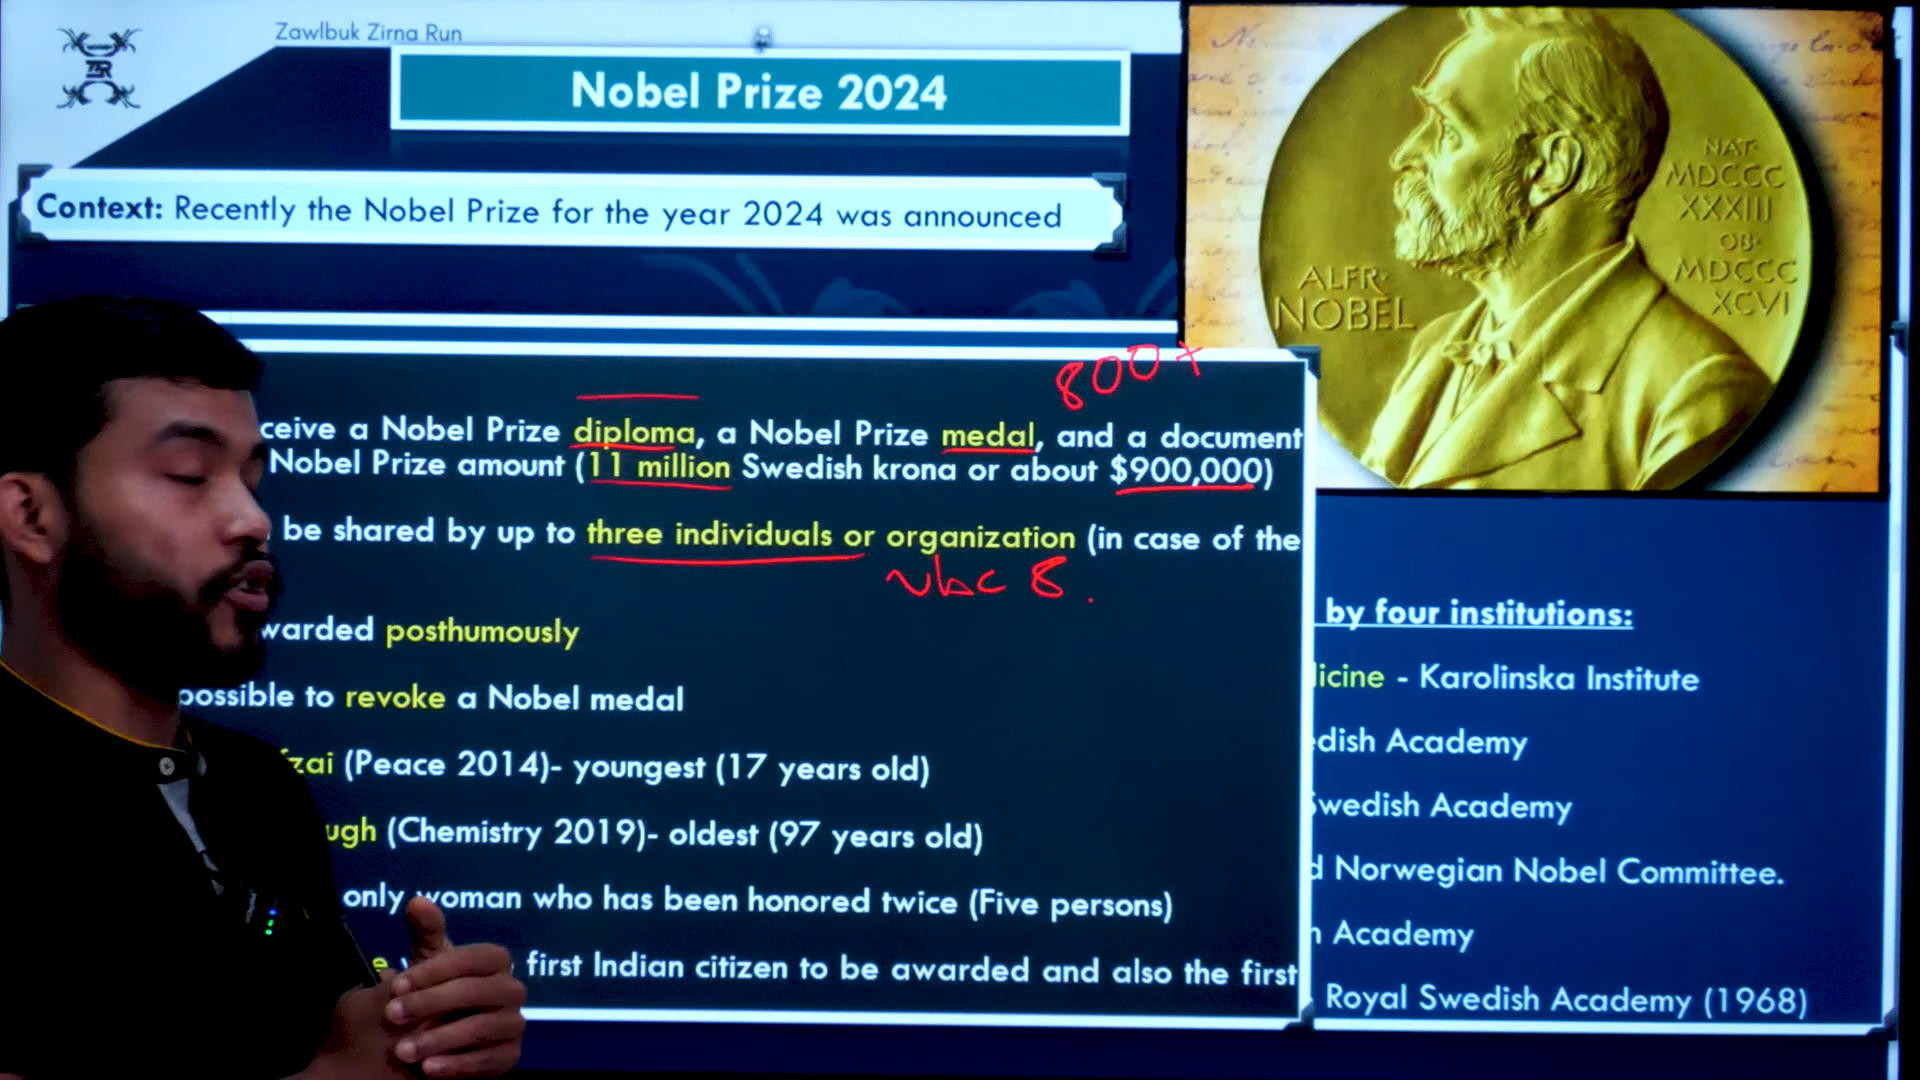 Zawlbuk Zirna Run
ZZR
Nobel Prize 2024
Context: Recently the Nobel Prize for the year 2024 was announced
NAT·
MDCCC
XXXIII
OB·
MDCCC
XCVI
ALFR·
NOBEL
800+
ceive a Nobel Prize diploma, a Nobel Prize medal, and a document
Nobel Prize amount (11 million Swedish krona or about $900,000)
be shared by up to three individuals or organization (in case of the
warded posthumously
possible to revoke a Nobel medal
fzai (Peace 2014)- youngest (17 years old)
ugh (Chemistry 2019)- oldest (97 years old)
only woman who has been honored twice (Five persons)
first Indian citizen to be awarded and also the first
by four institutions:
licine - Karolinska Institute
dish Academy
Swedish Academy
d Norwegian Nobel Committee.
n Academy
Royal Swedish Academy (1968)